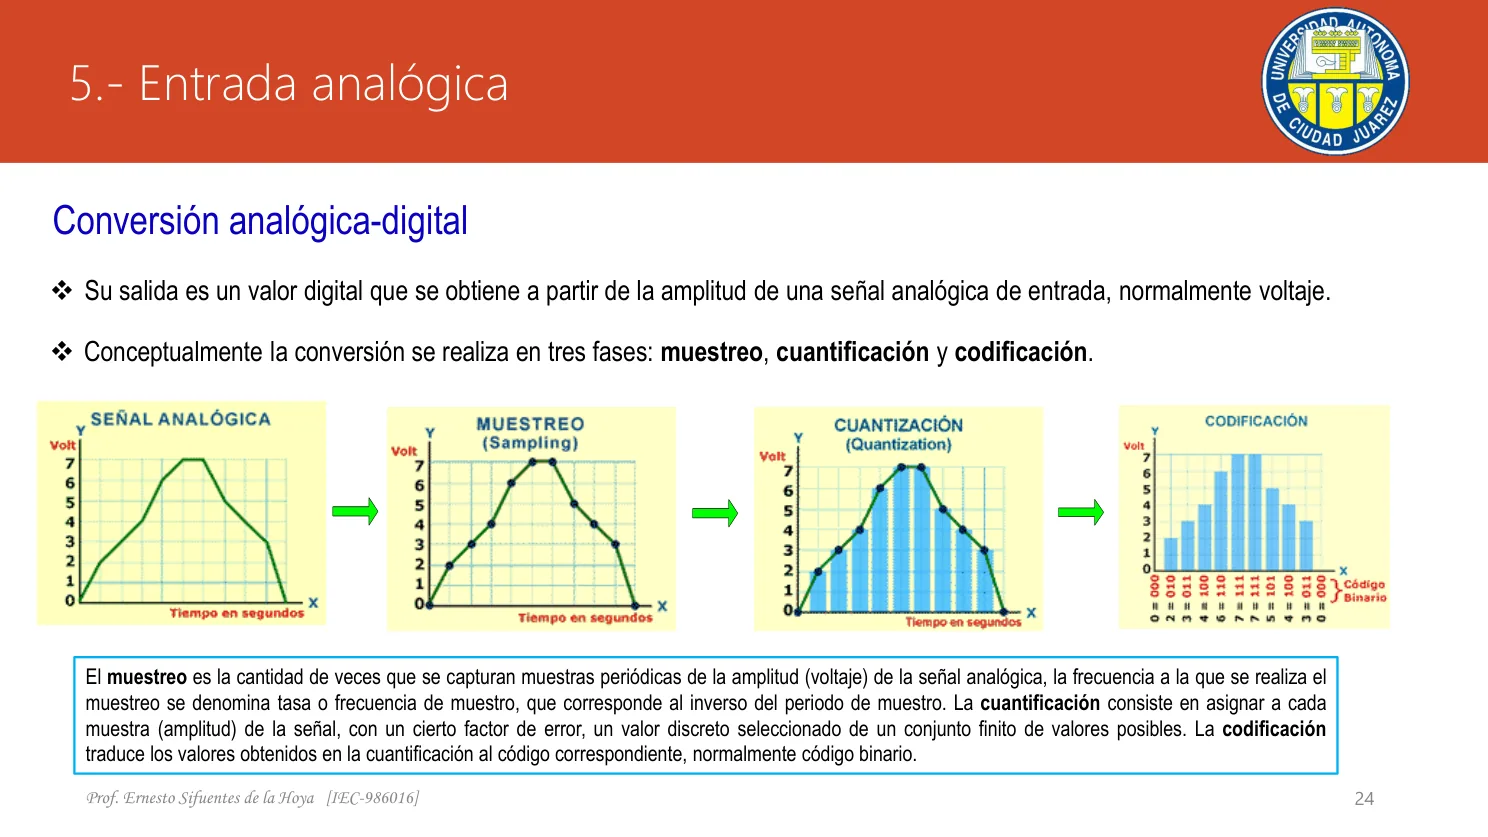 5.- Entrada analógica
UNIVERSIDAD AUTONOMA
DE CIUDAD JUAREZ
Conversión analógica-digital
❖ Su salida es un valor digital que se obtiene a partir de la amplitud de una señal analógica de entrada, normalmente voltaje.
❖ Conceptualmente la conversión se realiza en tres fases: muestreo, cuantificación y codificación.
SEÑAL ANALÓGICA
Y
Volt
7
6
5
4
3
2
1
0
X
Tiempo en segundos
MUESTREO
(Sampling)
Y
Volt
7
6
5
4
3
2
1
0
X
Tiempo en segundos
CUANTIZACIÓN
(Quantization)
Y
Volt
7
6
5
4
3
2
1
0
X
Tiempo en segundos
CODIFICACIÓN
Y
Volt
7
6
5
4
3
2
1
0
X
0 = 000
2 = 010
3 = 011
4 = 100
6 = 110
7 = 111
7 = 111
5 = 101
4 = 100
3 = 011
0 = 000
Código
Binario
El muestreo es la cantidad de veces que se capturan muestras periódicas de la amplitud (voltaje) de la señal analógica, la frecuencia a la que se realiza el
muestreo se denomina tasa o frecuencia de muestro, que corresponde al inverso del periodo de muestro. La cuantificación consiste en asignar a cada
muestra (amplitud) de la señal, con un cierto factor de error, un valor discreto seleccionado de un conjunto finito de valores posibles. La codificación
traduce los valores obtenidos en la cuantificación al código correspondiente, normalmente código binario.
Prof. Ernesto Sifuentes de la Hoya [IEC-986016]
24